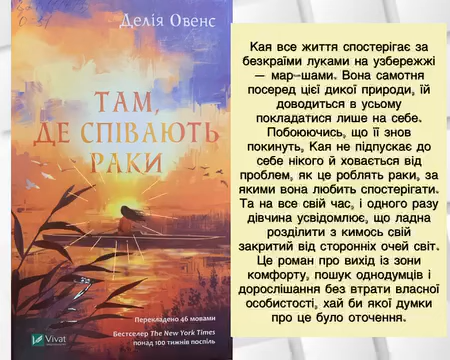 Делія Овенс
ТАМ,
ДЕ СПІВАЮТЬ
РАКИ
Перекладено 46 мовами
Бестселер The New York Times
понад 100 тижнів поспіль
Vivat
Кая все життя спостерігає за
безкраїми луками на узбережжі
— мар-шами. Вона самотня
посеред цієї дикої природи, їй
доводиться в усьому
покладатися лише на себе.
Побоюючись, що її знов
покинуть, Кая не підпускає до
себе нікого й ховається від
проблем, як це роблять раки, за
якими вона любить спостерігати.
Та на все свій час, і одного разу
дівчина усвідомлює, що ладна
розділити з кимось свій
закритий від сторонніх очей світ.
Це роман про вихід із зони
комфорту, пошук однодумців і
дорослішання без втрати власної
особистості, хай би якої думки
про це було оточення.